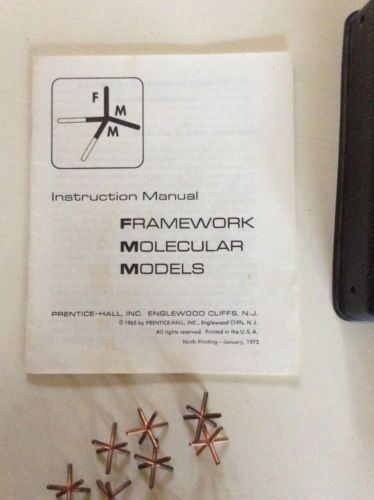 F
M
M
Instruction Manual
FRAMEWORK
MOLECULAR
MODELS
PRENTICE-HALL, INC. ENGLEWOOD CLIFFS, N.J.
© 1965 by PRENTICE-HALL, INC., Englewood Cliffs, N.J.
All rights reserved. Printed in the U.S.A.
Ninth Printing—January, 1973